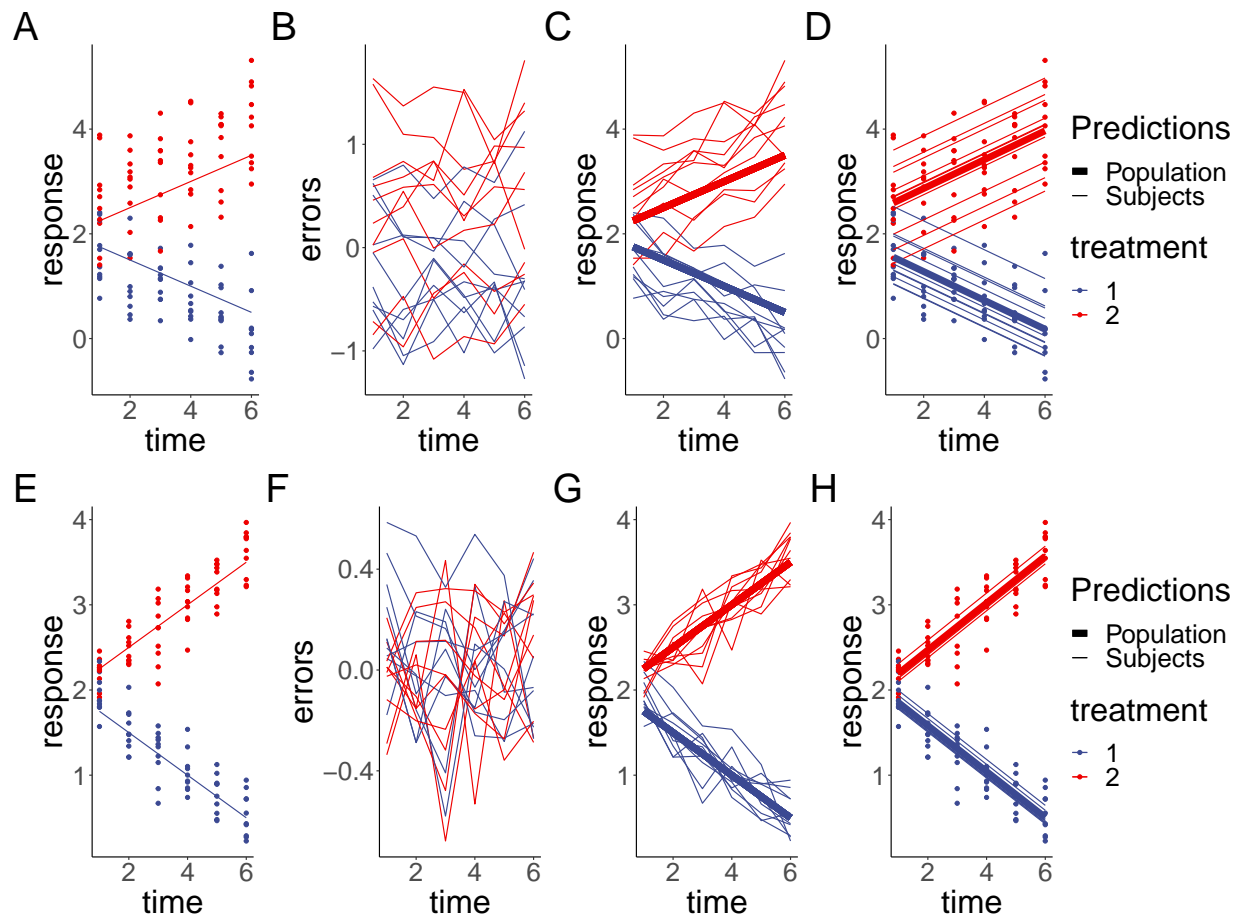 A
response
4
2
0
2 4 6
time
B
errors
1
0
−1
2 4 6
time
C
response
4
2
0
2 4 6
time
D
response
4
2
0
2 4 6
time
Predictions
Population
Subjects
treatment
1
2
E
response
4
3
2
1
2 4 6
time
F
errors
0.4
0.0
−0.4
2 4 6
time
G
response
4
3
2
1
2 4 6
time
H
response
4
3
2
1
2 4 6
time
Predictions
Population
Subjects
treatment
1
2